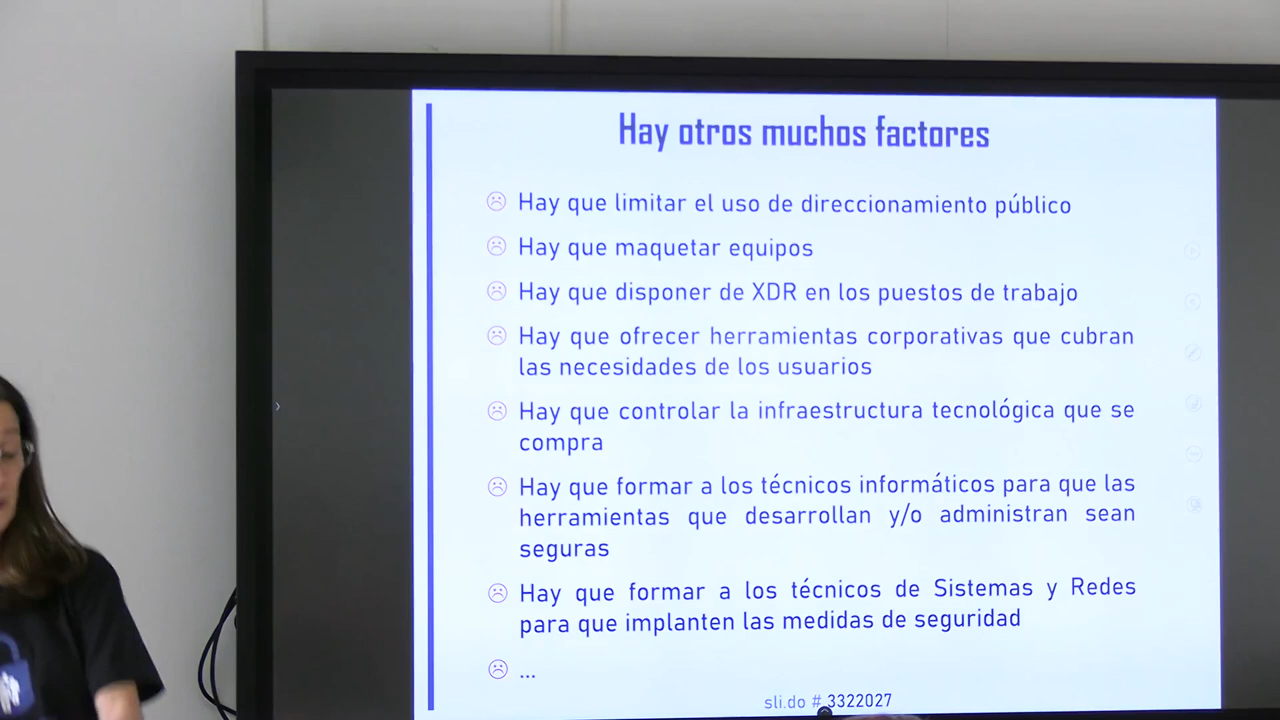 Hay otros muchos factores
Hay que limitar el uso de direccionamiento público
Hay que maquetar equipos
Hay que disponer de XDR en los puestos de trabajo
Hay que ofrecer herramientas corporativas que cubran
las necesidades de los usuarios
Hay que controlar la infraestructura tecnológica que se
compra
Hay que formar a los técnicos informáticos para que las
herramientas que desarrollan y/o administran sean
seguras
Hay que formar a los técnicos de Sistemas y Redes
para que implanten las medidas de seguridad
...
sli.do # 3322027